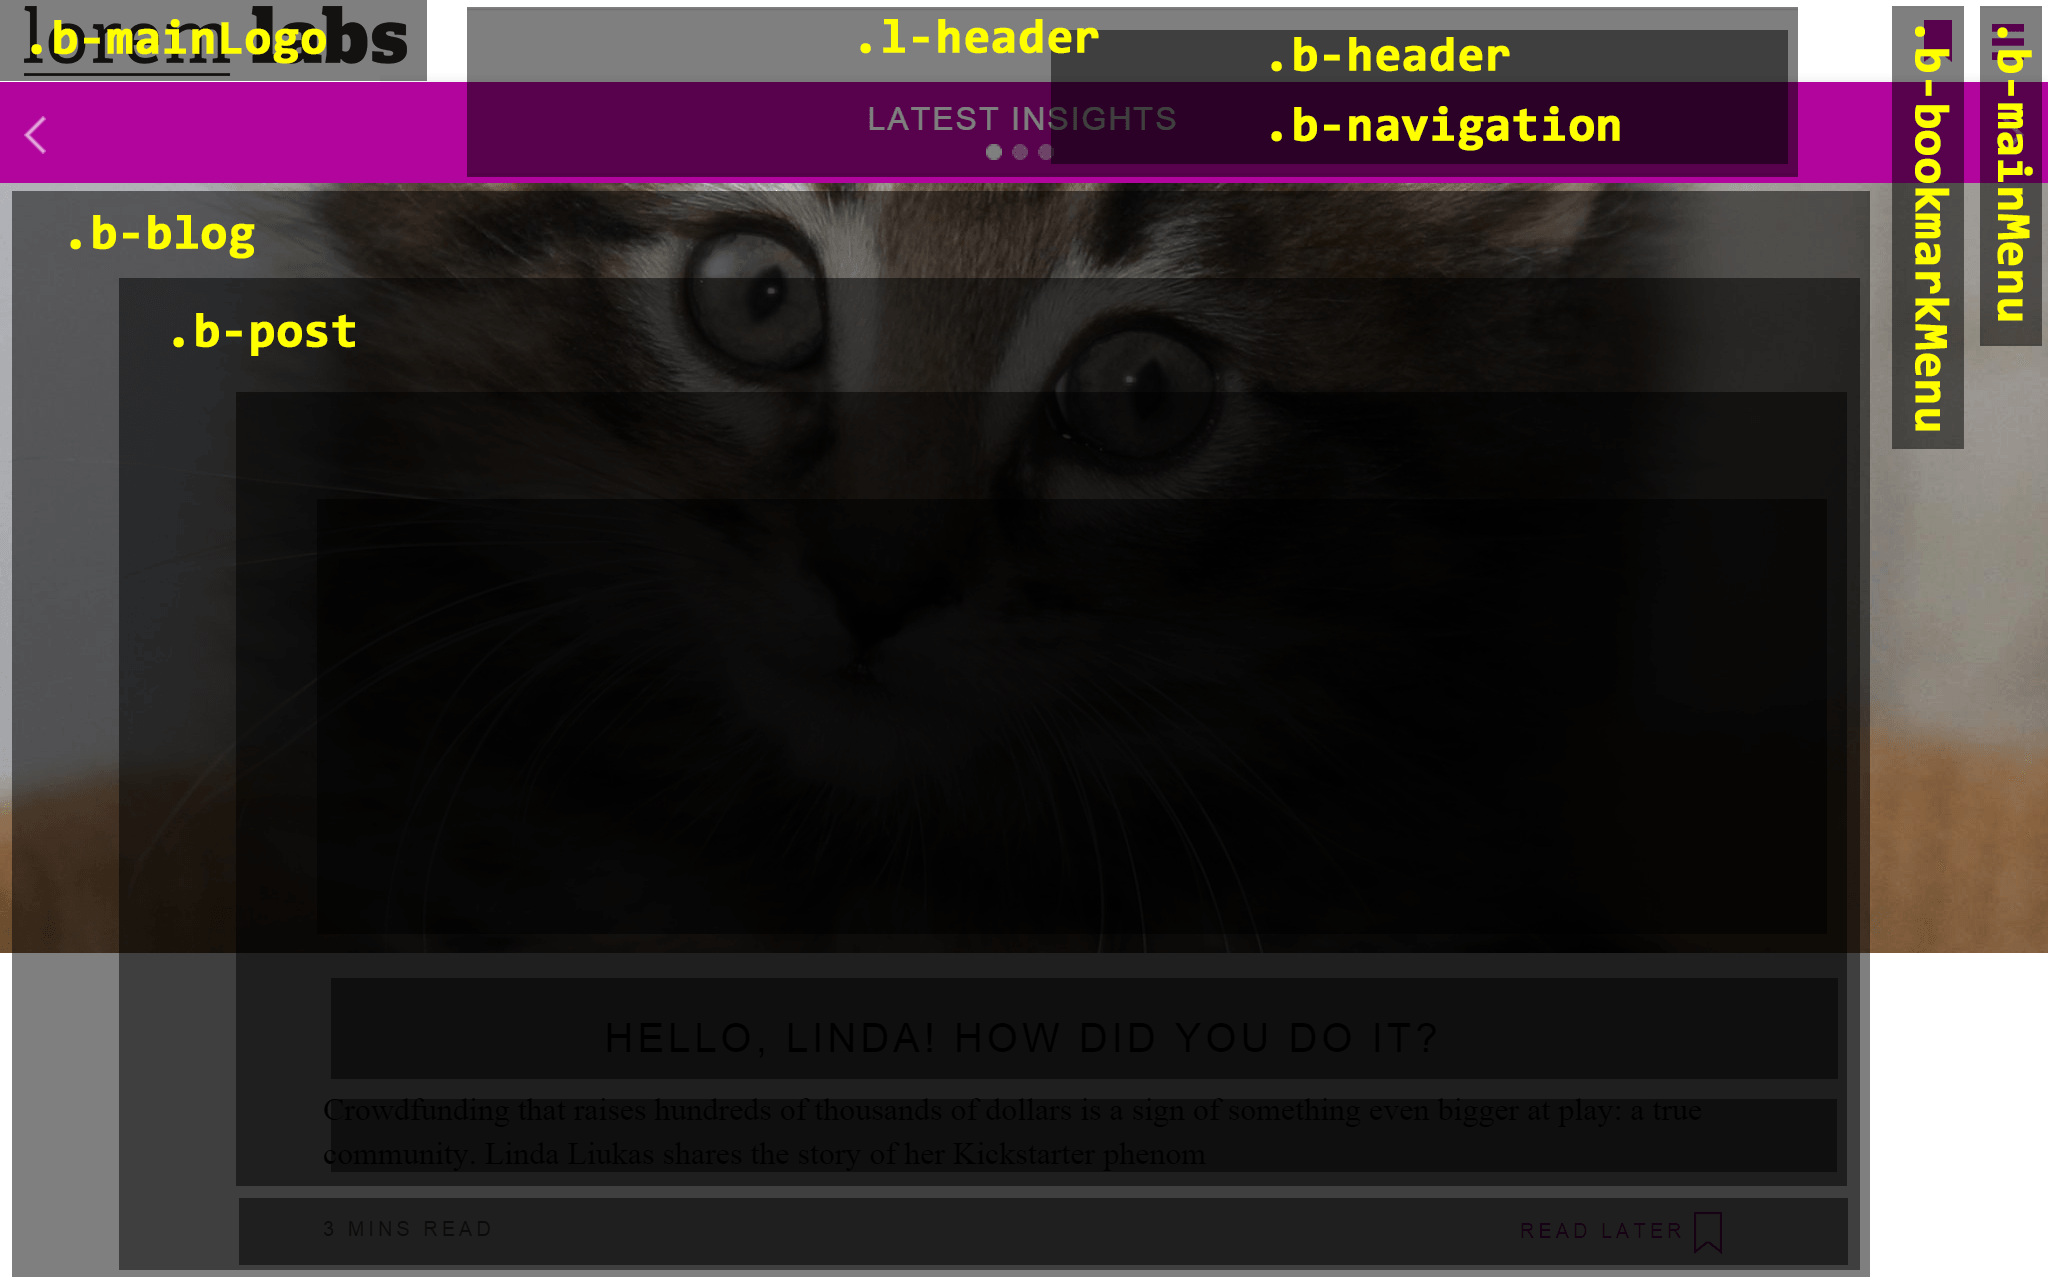 lorem labs
.b-mainLogo
.l-header
.b-header
.b-navigation
LATEST INSIGHTS
.b-bookmarkMenu
.b-mainMenu
.b-blog
.b-post
HELLO, LINDA! HOW DID YOU DO IT?
Crowdfunding that raises hundreds of thousands of dollars is a sign of something even bigger at play: a true
community. Linda Liukas shares the story of her Kickstarter phenom
3 MINS READ
READ LATER